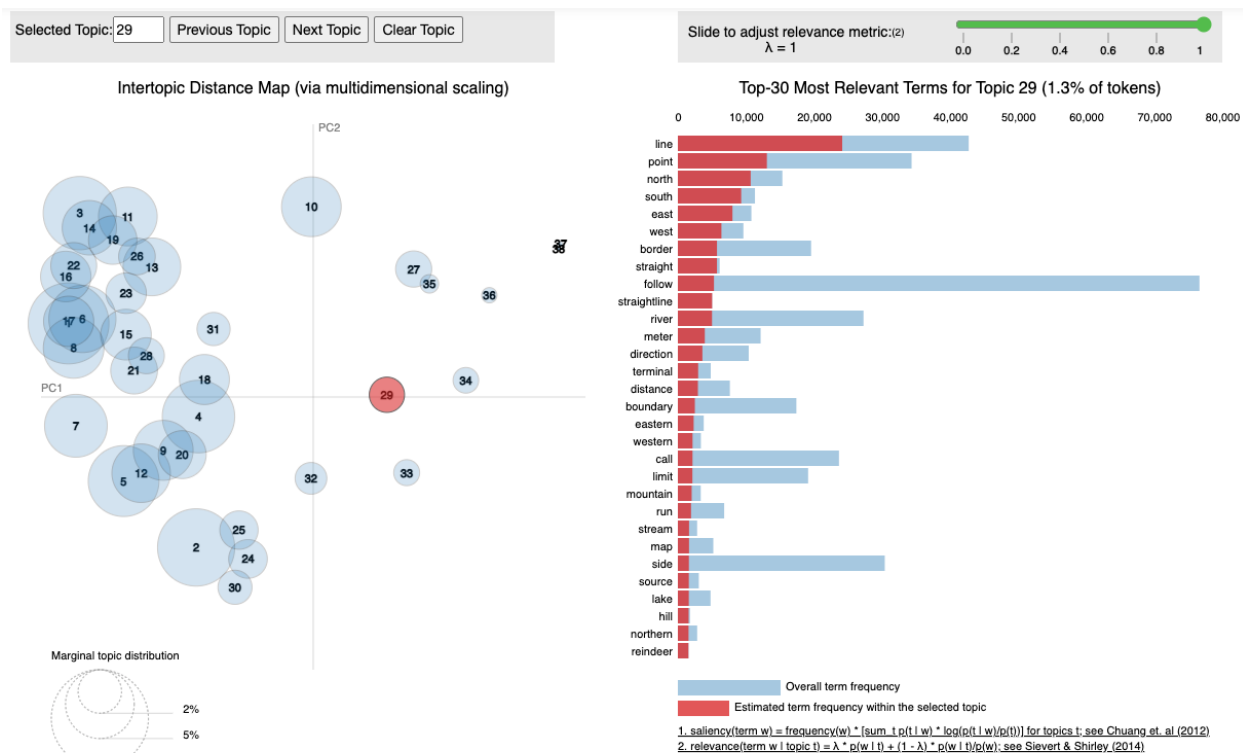 Selected Topic: 29 Previous Topic Next Topic Clear Topic
Slide to adjust relevance metric:(2)
λ = 1
0.0 0.2 0.4 0.6 0.8 1
Intertopic Distance Map (via multidimensional scaling)
PC2
PC1
3
11
14
19
26
13
22
16
23
17
6
8
15
28
21
31
18
4
7
9
20
12
5
2
25
24
30
10
27
35
36
37
38
34
29
32
33
Marginal topic distribution
2%
5%
Top-30 Most Relevant Terms for Topic 29 (1.3% of tokens)
0 10,000 20,000 30,000 40,000 50,000 60,000 70,000 80,000
line
point
north
south
east
west
border
straight
follow
straightline
river
meter
direction
terminal
distance
boundary
eastern
western
call
limit
mountain
run
stream
map
side
source
lake
hill
northern
reindeer
Overall term frequency
Estimated term frequency within the selected topic
1. saliency(term w) = frequency(w) * [sum_t p(t | w) * log(p(t | w)/p(t))] for topics t; see Chuang et. al (2012)
2. relevance(term w | topic t) = λ * p(w | t) + (1 - λ) * p(w | t)/p(w); see Sievert & Shirley (2014)